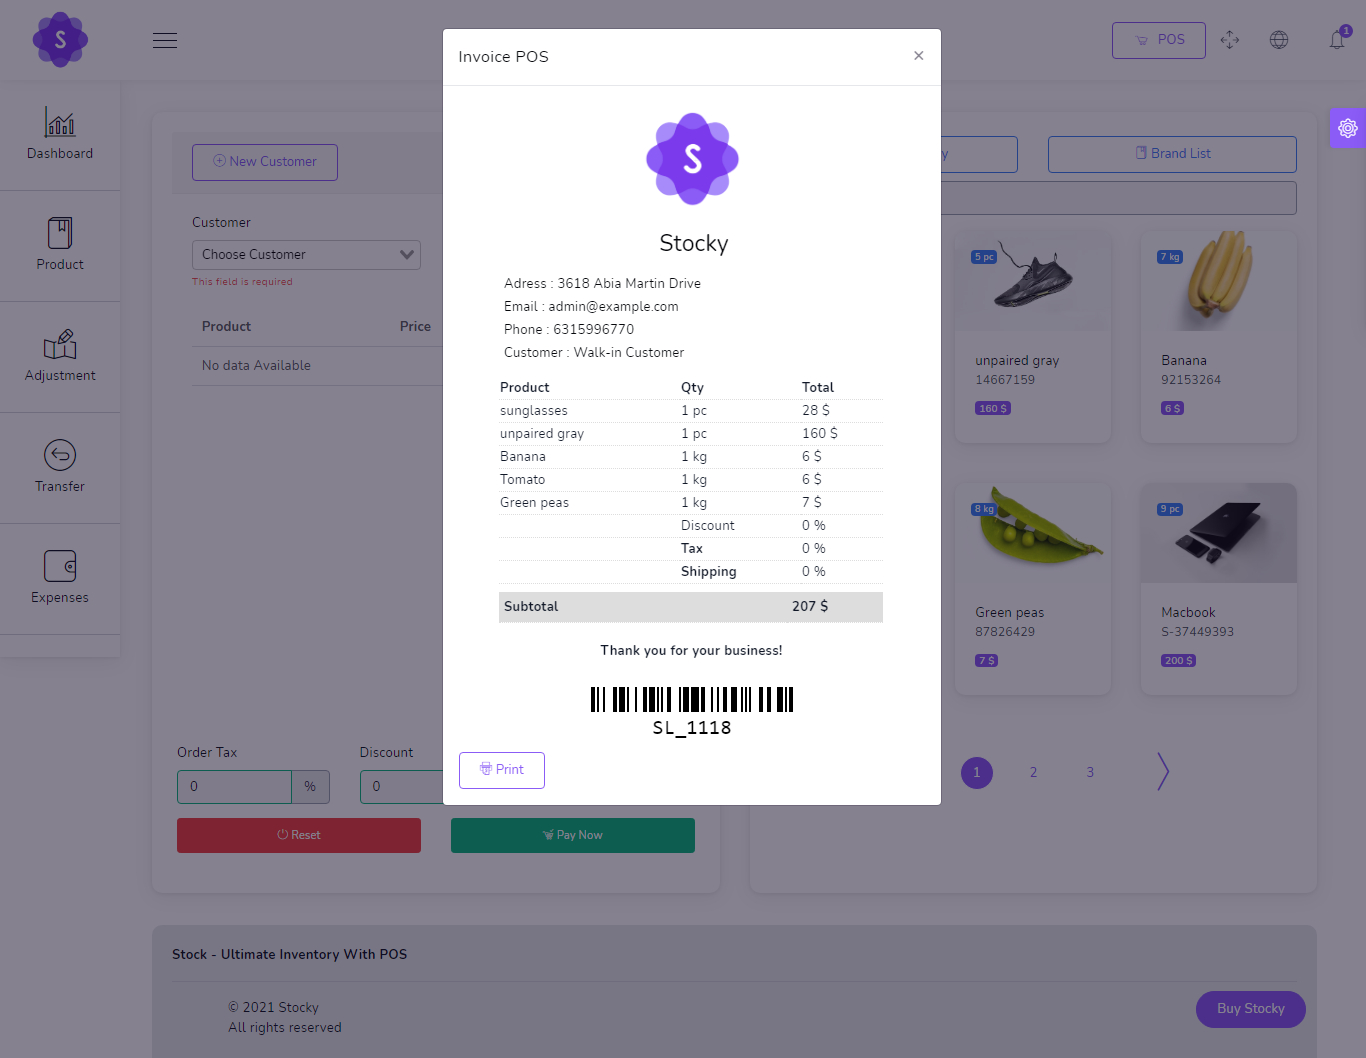 S
POS
1
Dashboard
Product
Adjustment
Transfer
Expenses
New Customer
Customer
Choose Customer
This field is required
Product Price
No data Available
Order Tax
Discount
0 %
0
Reset
Pay Now
Invoice POS
×
S
Stocky
Adress : 3618 Abia Martin Drive
Email : admin@example.com
Phone : 6315996770
Customer : Walk-in Customer
Product Qty Total
sunglasses 1 pc 28 $
unpaired gray 1 pc 160 $
Banana 1 kg 6 $
Tomato 1 kg 6 $
Green peas 1 kg 7 $
Discount 0 %
Tax 0 %
Shipping 0 %
Subtotal 207 $
Thank you for your business!
SL_1118
Print
y
Brand List
5 pc
unpaired gray
14667159
160 $
7 kg
Banana
92153264
6 $
8 kg
Green peas
87826429
7 $
9 pc
Macbook
S-37449393
200 $
1 2 3
Stock - Ultimate Inventory With POS
© 2021 Stocky
All rights reserved
Buy Stocky